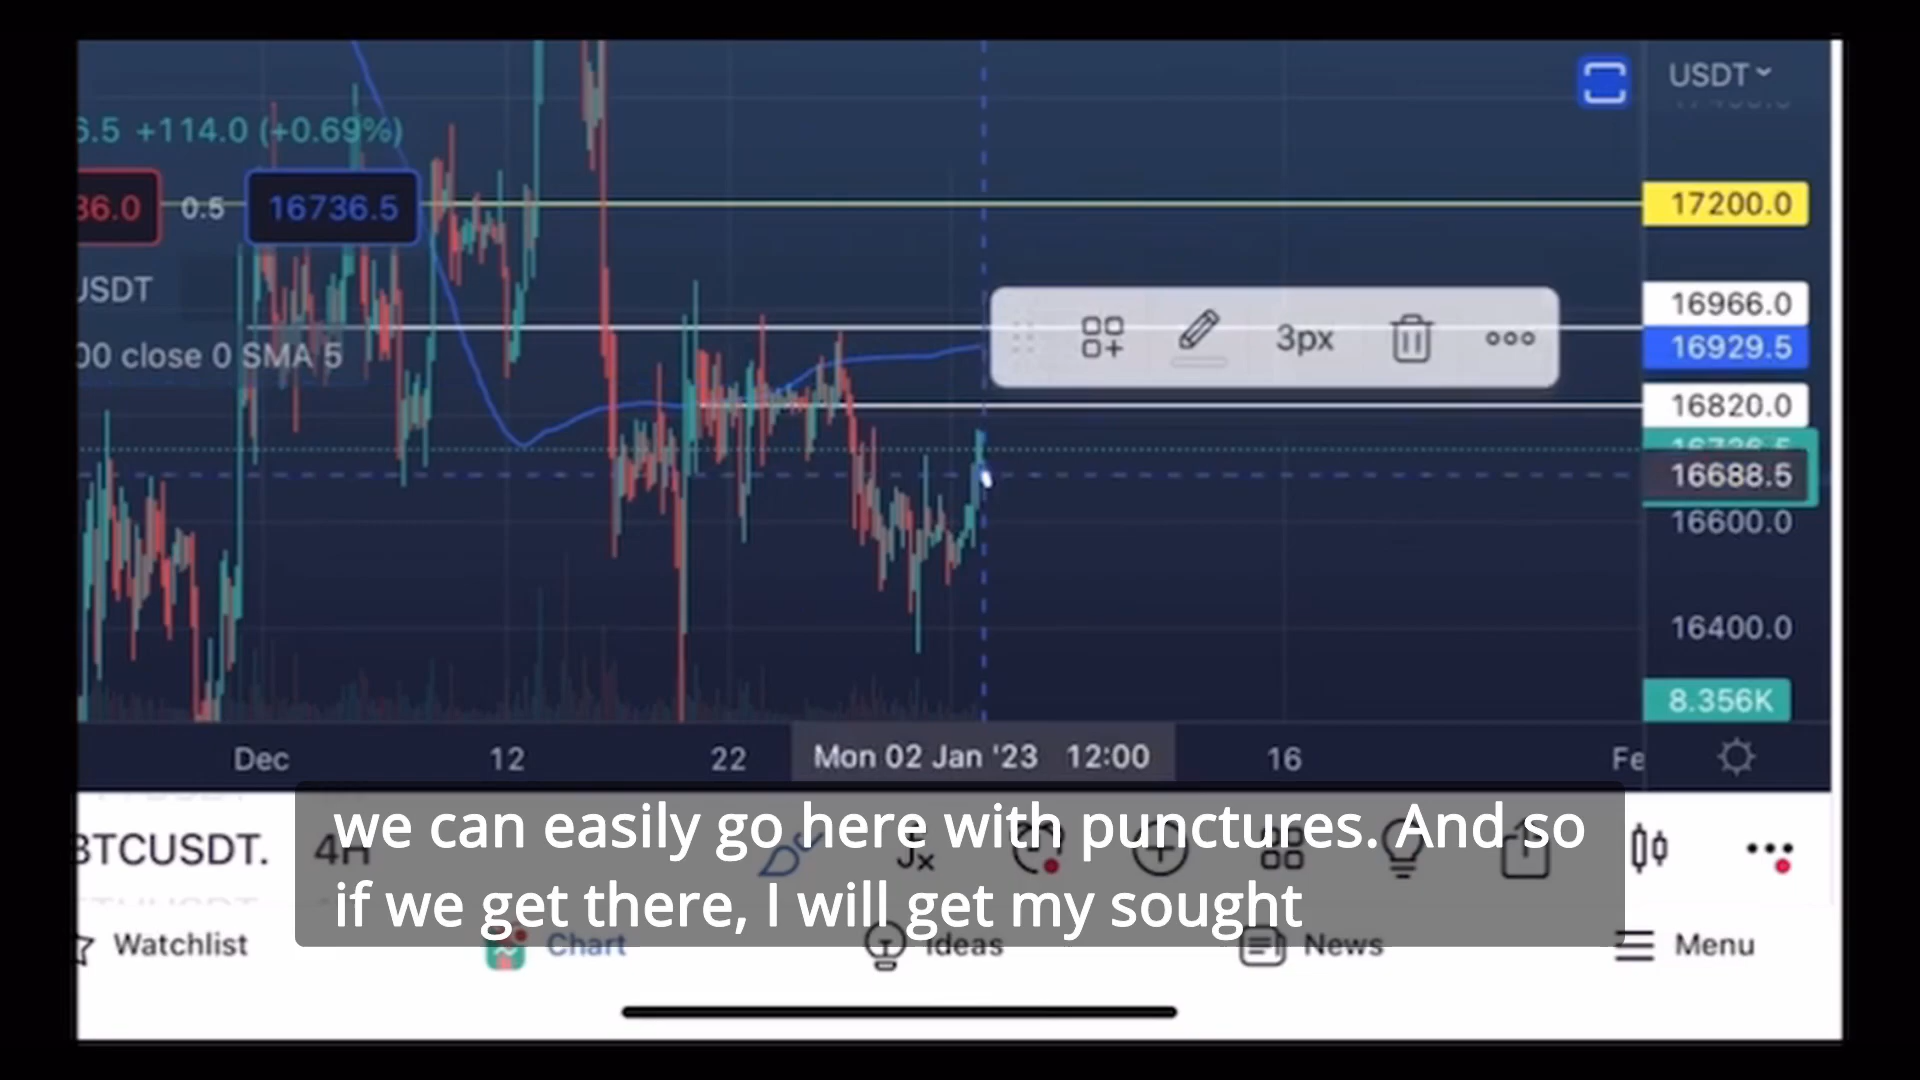 USDT
6.5 +114.0 (+0.69%)
36.0
0.5
16736.5
17200.0
USDT
16966.0
3px
16929.5
00 close 0 SMA 5
16820.0
16736.5
16688.5
16600.0
16400.0
8.356K
Dec
12
22
Mon 02 Jan '23 12:00
16
Fe
BTCUSDT.
4H
we can easily go here with punctures. And so
if we get there, I will get my sought
Watchlist
Chart
Ideas
News
Menu